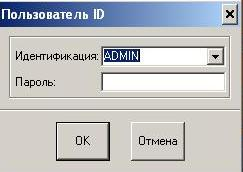 Пользователь ID
Идентификация: ADMIN
Пароль:
OK Отмена